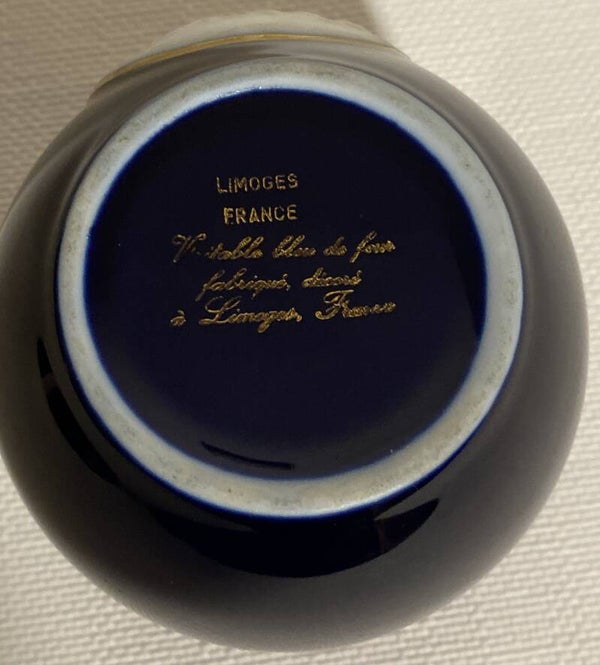 LIMOGES
FRANCE
Véritable bleu de four
fabriqué, décoré
à Limoges, France